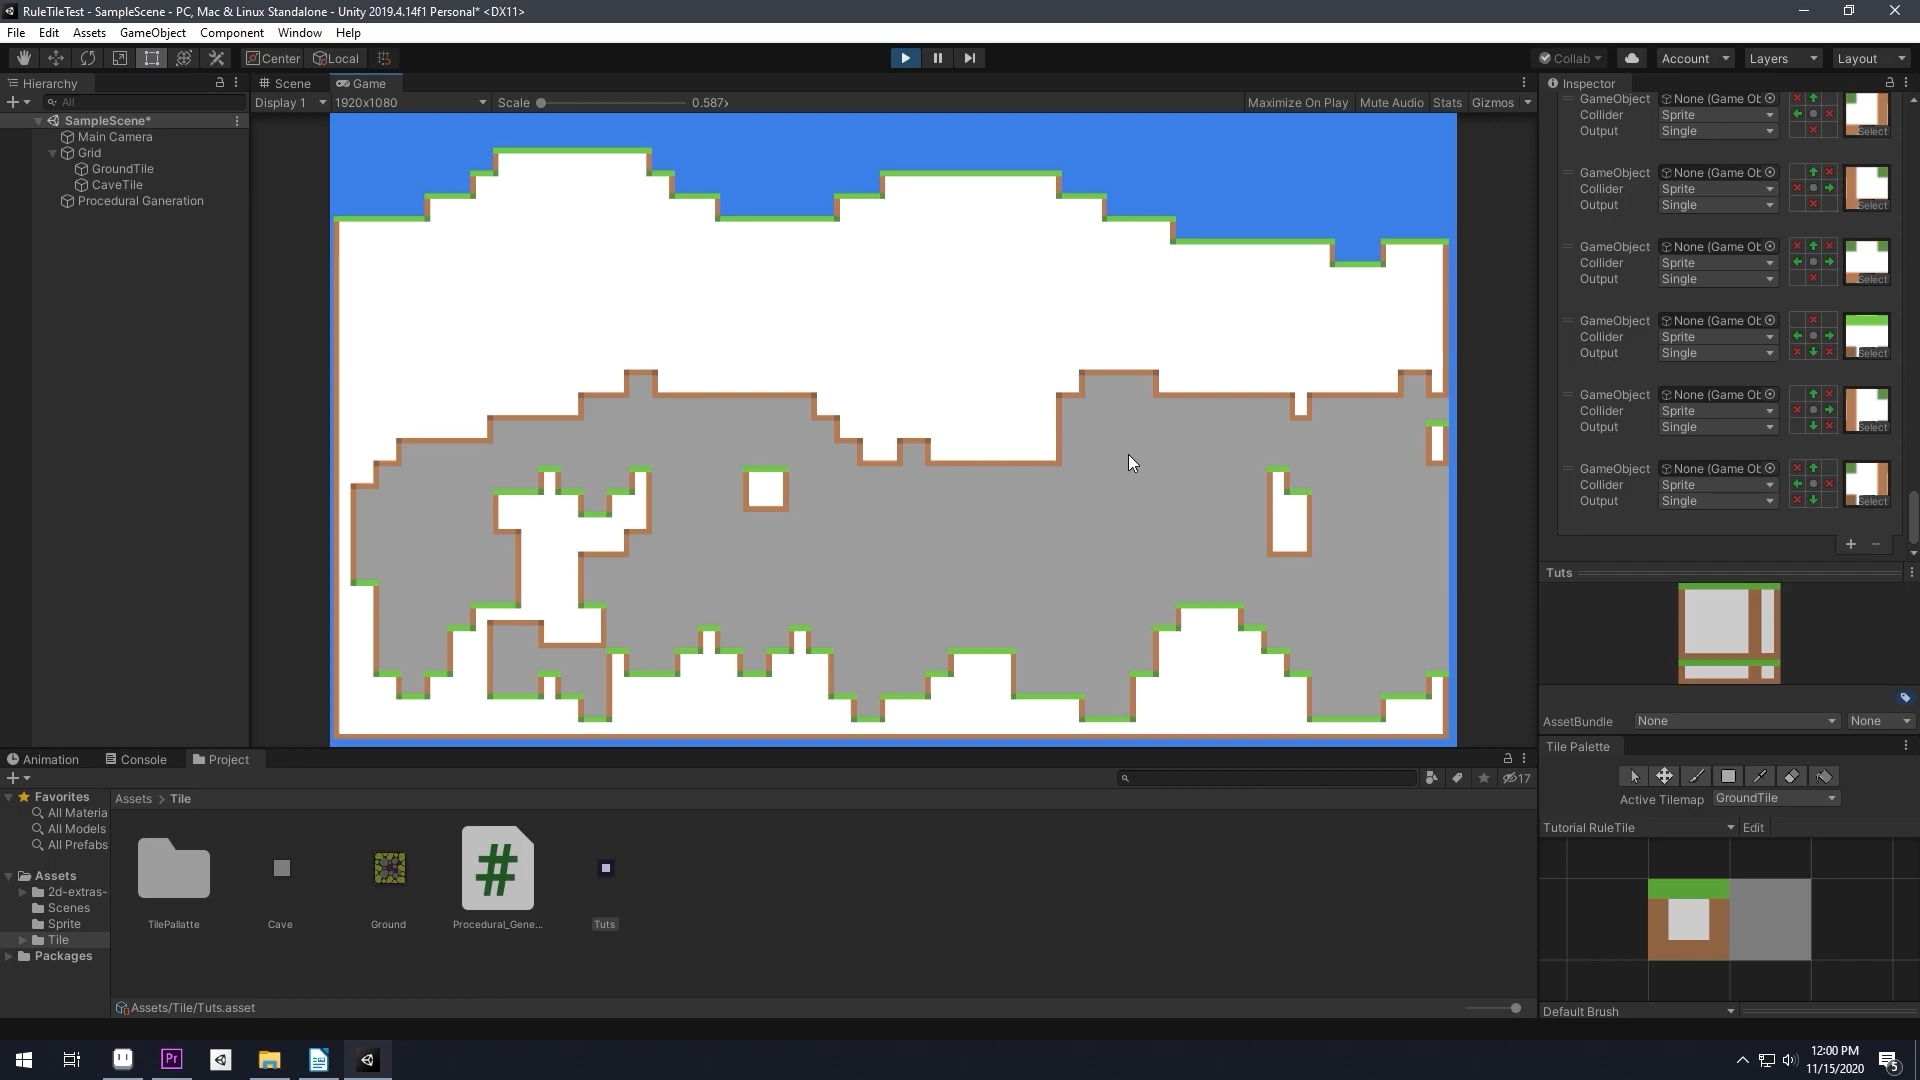 RuleTileTest - SampleScene - PC, Mac & Linux Standalone - Unity 2019.4.14f1 Personal* <DX11>
File Edit Assets GameObject Component Window Help
Center Local Collab Account Layers Layout
Hierarchy
All
SampleScene*
Main Camera
Grid
GroundTile
CaveTile
Procedural Ganeration
Scene Game
Display 1 1920x1080 Scale 0.587x Maximize On Play Mute Audio Stats Gizmos
Inspector
GameObject None (Game Ob
Collider Sprite
Output Single Select
GameObject None (Game Ob
Collider Sprite
Output Single Select
GameObject None (Game Ob
Collider Sprite
Output Single Select
GameObject None (Game Ob
Collider Sprite
Output Single Select
GameObject None (Game Ob
Collider Sprite
Output Single Select
GameObject None (Game Ob
Collider Sprite
Output Single Select
Tuts
AssetBundle None None
Tile Palette
Active Tilemap GroundTile
Tutorial RuleTile Edit
Default Brush
Animation Console Project
17
Favorites
All Materia
All Models
All Prefabs
Assets
2d-extras-
Scenes
Sprite
Tile
Packages
Assets > Tile
TilePallatte Cave Ground Procedural_Gene... Tuts
Assets/Tile/Tuts.asset
Pr
12:00 PM
11/15/2020
5